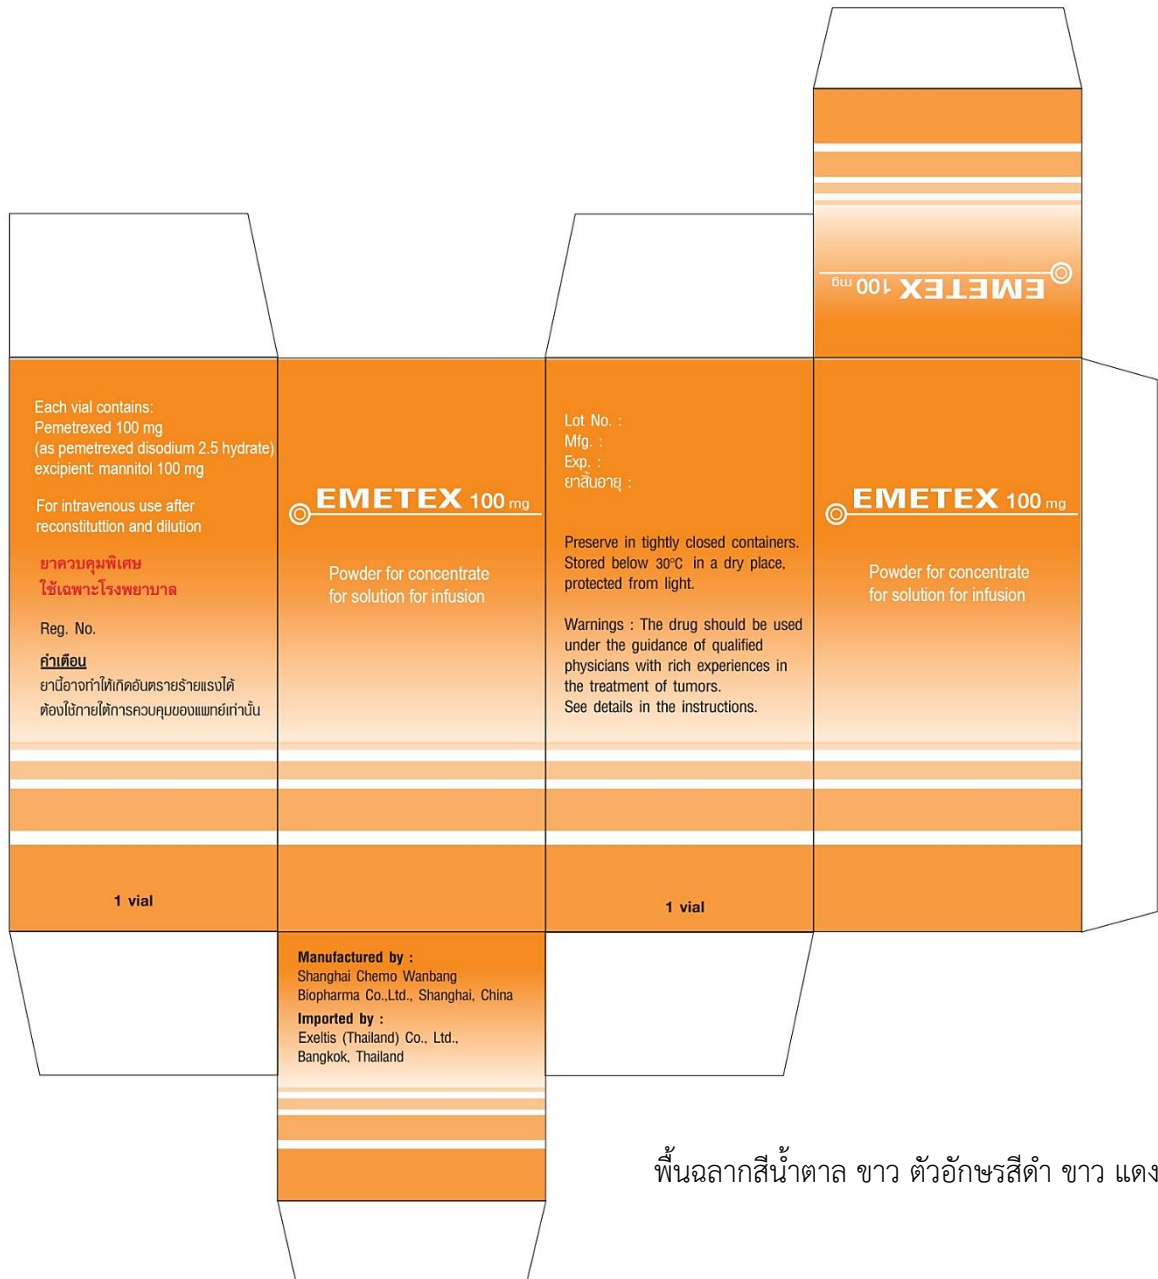 EMETEX 100 mg
Each vial contains:
Pemetrexed 100 mg
(as pemetrexed disodium 2.5 hydrate)
excipient: mannitol 100 mg
For intravenous use after
reconstituttion and dilution
ยาควบคุมพิเศษ
ใช้เฉพาะโรงพยาบาล
Reg. No.
คำเตือน
ยานี้อาจทำให้เกิดอันตรายร้ายแรงได้
ต้องใช้ภายใต้การควบคุมของแพทย์เท่านั้น
1 vial
EMETEX 100 mg
Powder for concentrate
for solution for infusion
Lot No. :
Mfg. :
Exp. :
ยาสิ้นอายุ :
Preserve in tightly closed containers.
Stored below 30°C in a dry place,
protected from light.
Warnings : The drug should be used
under the guidance of qualified
physicians with rich experiences in
the treatment of tumors.
See details in the instructions.
1 vial
EMETEX 100 mg
Powder for concentrate
for solution for infusion
Manufactured by :
Shanghai Chemo Wanbang
Biopharma Co.,Ltd., Shanghai, China
Imported by :
Exeltis (Thailand) Co., Ltd.,
Bangkok, Thailand
พื้นฉลากสีน้ำตาล ขาว ตัวอักษรสีดำ ขาว แดง